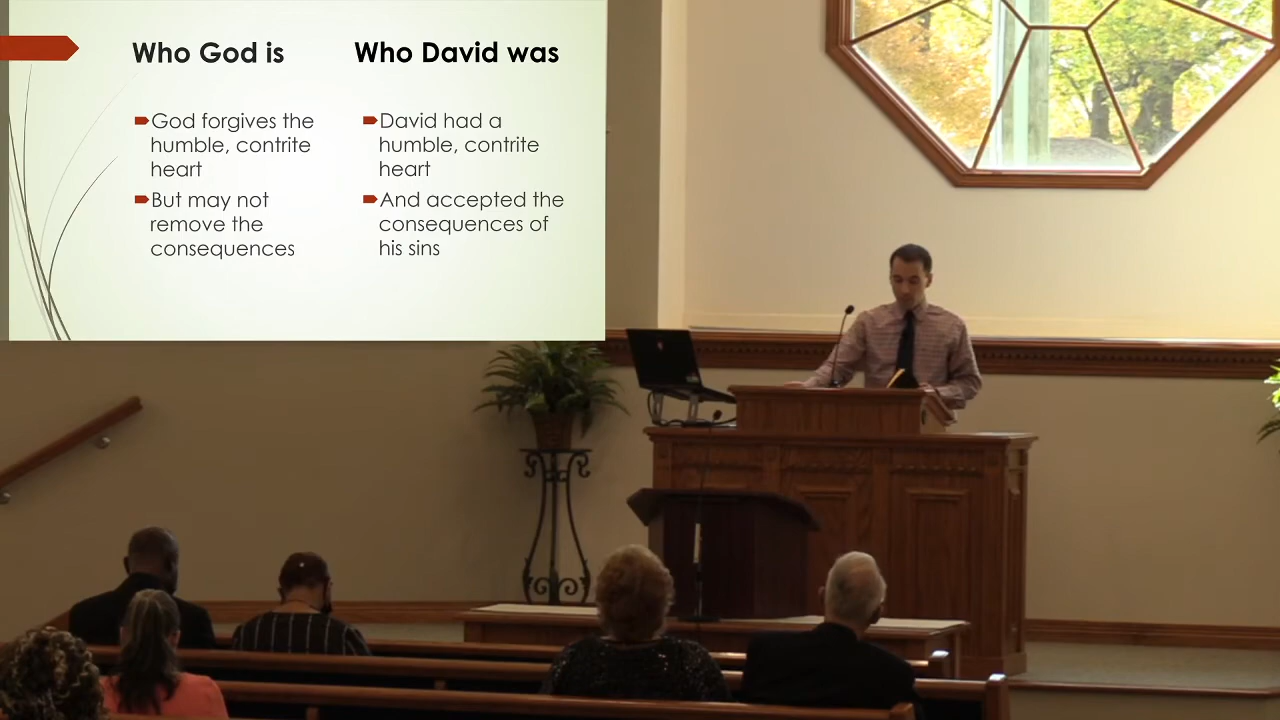 Who God is
God forgives the
humble, contrite
heart
But may not
remove the
consequences
Who David was
David had a
humble, contrite
heart
And accepted the
consequences of
his sins